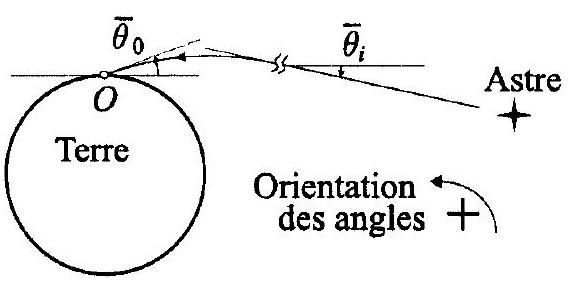 θ̄₀
θ̄ᵢ
Astre
O
Terre
Orientation
des angles +